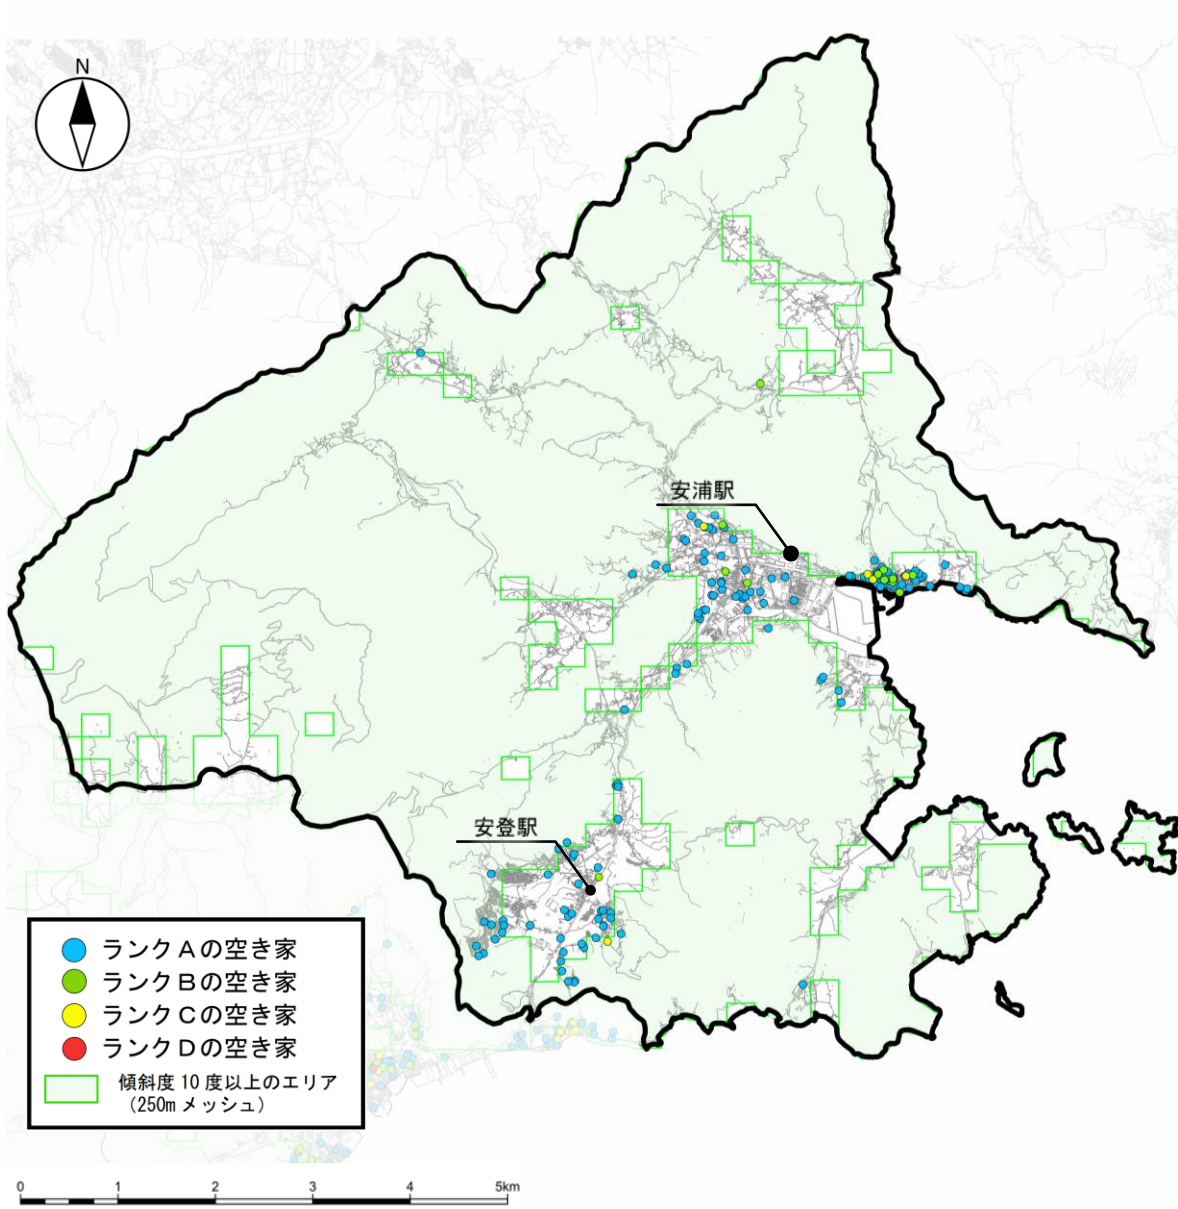 N
安浦駅
安登駅
ランクＡの空き家
ランクＢの空き家
ランクＣの空き家
ランクＤの空き家
傾斜度 10 度以上のエリア
（250m メッシュ）
0 1 2 3 4 5km